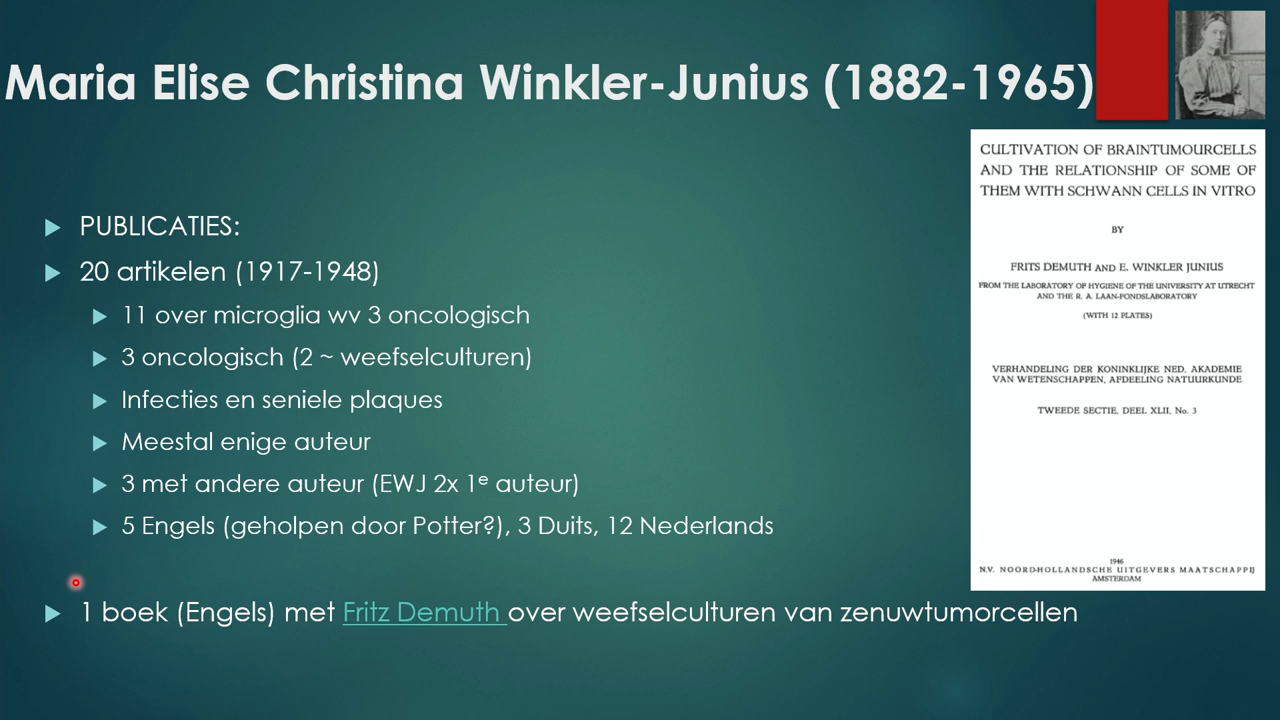 Maria Elise Christina Winkler-Junius (1882-1965)
PUBLICATIES:
20 artikelen (1917-1948)
11 over microglia wv 3 oncologisch
3 oncologisch (2 ~ weefselculturen)
Infecties en seniele plaques
Meestal enige auteur
3 met andere auteur (EWJ 2x 1e auteur)
5 Engels (geholpen door Potter?), 3 Duits, 12 Nederlands
1 boek (Engels) met Fritz Demuth over weefselculturen van zenuwtumorcellen
CULTIVATION OF BRAINTUMOURCELLS
AND THE RELATIONSHIP OF SOME OF
THEM WITH SCHWANN CELLS IN VITRO
BY
FRITS DEMUTH AND E. WINKLER JUNIUS
FROM THE LABORATORY OF HYGIENE OF THE UNIVERSITY AT UTRECHT
AND THE R. A. LAAN-FONDSLABORATORY
(WITH 12 PLATES)
VERHANDELING DER KONINKLIJKE NED. AKADEMIE
VAN WETENSCHAPPEN, AFDEELING NATUURKUNDE
TWEEDE SECTIE, DEEL XLII, No. 3
1946
N.V. NOORD-HOLLANDSCHE UITGEVERS MAATSCHAPPIJ
AMSTERDAM